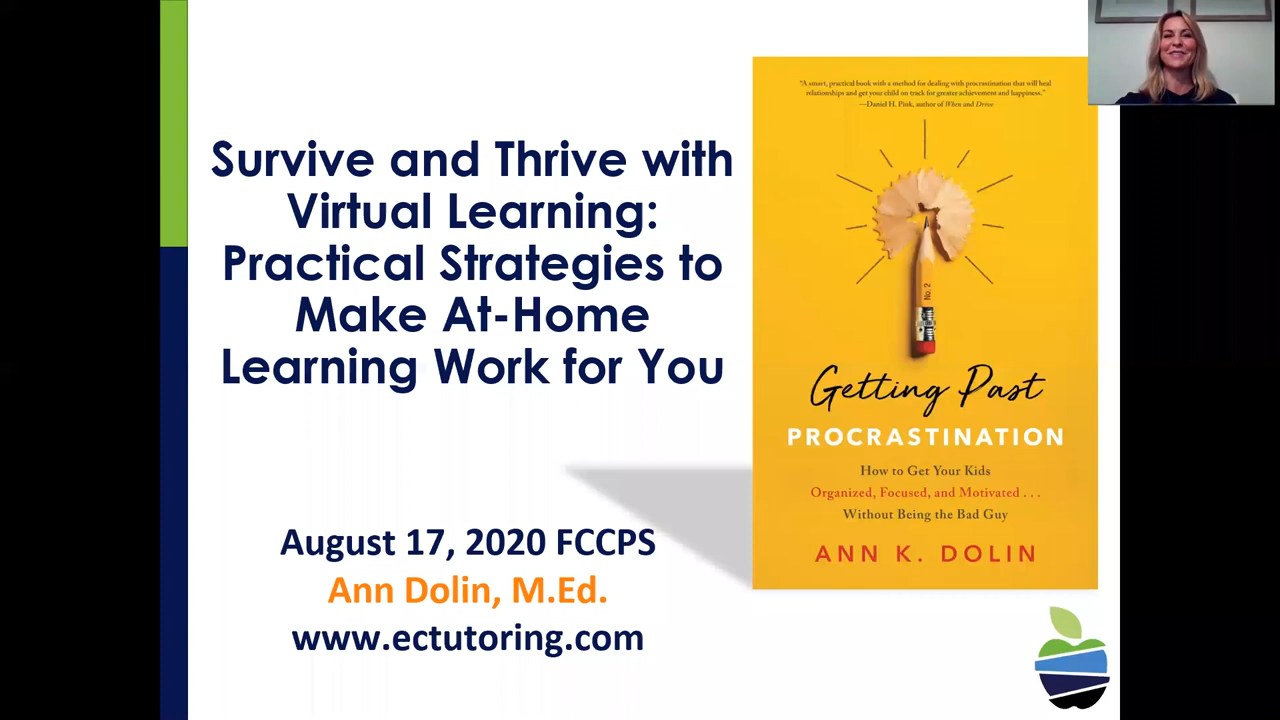 Survive and Thrive with
Virtual Learning:
Practical Strategies to
Make At-Home
Learning Work for You
August 17, 2020 FCCPS
Ann Dolin, M.Ed.
www.ectutoring.com
"A smart, practical book with a method for dealing with procrastination that will heal
relationships and get your child on track for greater achievement and happiness."
—Daniel H. Pink, author of When and Drive
No. 2
Getting Past
PROCRASTINATION
How to Get Your Kids
Organized, Focused, and Motivated . . .
Without Being the Bad Guy
ANN K. DOLIN